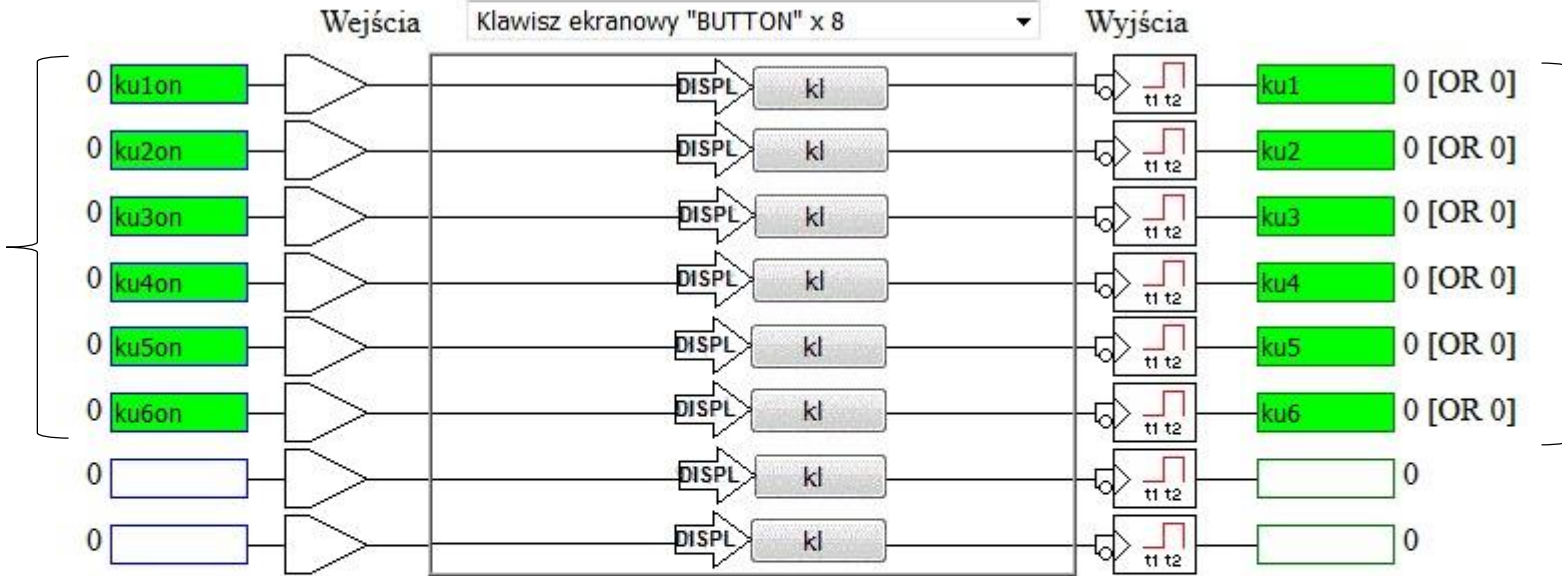 Wejścia Klawisz ekranowy "BUTTON" x 8 Wyjścia
0 ku1on DISPL kl t1 t2 ku1 0 [OR 0]
0 ku2on DISPL kl t1 t2 ku2 0 [OR 0]
0 ku3on DISPL kl t1 t2 ku3 0 [OR 0]
0 ku4on DISPL kl t1 t2 ku4 0 [OR 0]
0 ku5on DISPL kl t1 t2 ku5 0 [OR 0]
0 ku6on DISPL kl t1 t2 ku6 0 [OR 0]
0 DISPL kl t1 t2 0
0 DISPL kl t1 t2 0